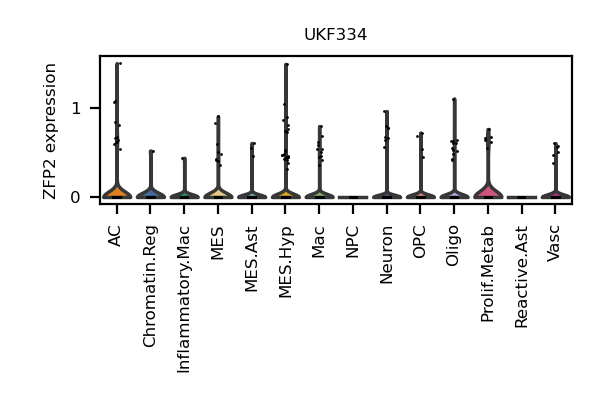 UKF334
ZFP2 expression
1
0
AC
Chromatin.Reg
Inflammatory.Mac
MES
MES.Ast
MES.Hyp
Mac
NPC
Neuron
OPC
Oligo
Prolif.Metab
Reactive.Ast
Vasc